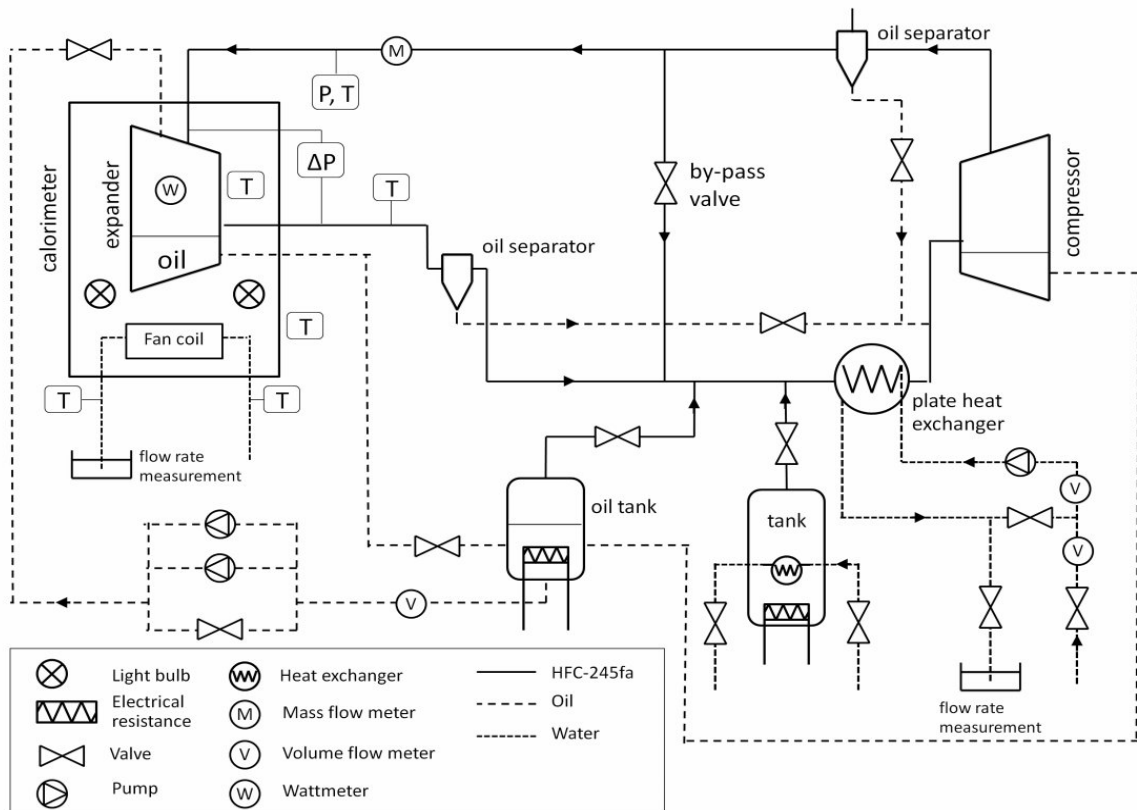 oil separator
M
P, T
ΔP
calorimeter
expander
W
T
T
by-pass
valve
compressor
oil
oil separator
T
Fan coil
T
T
plate heat
exchanger
flow rate
measurement
oil tank
tank
V
V
V
flow rate
measurement
Light bulb
Heat exchanger
HFC-245fa
Electrical
resistance
M
Mass flow meter
Oil
Valve
V
Volume flow meter
Water
Pump
W
Wattmeter